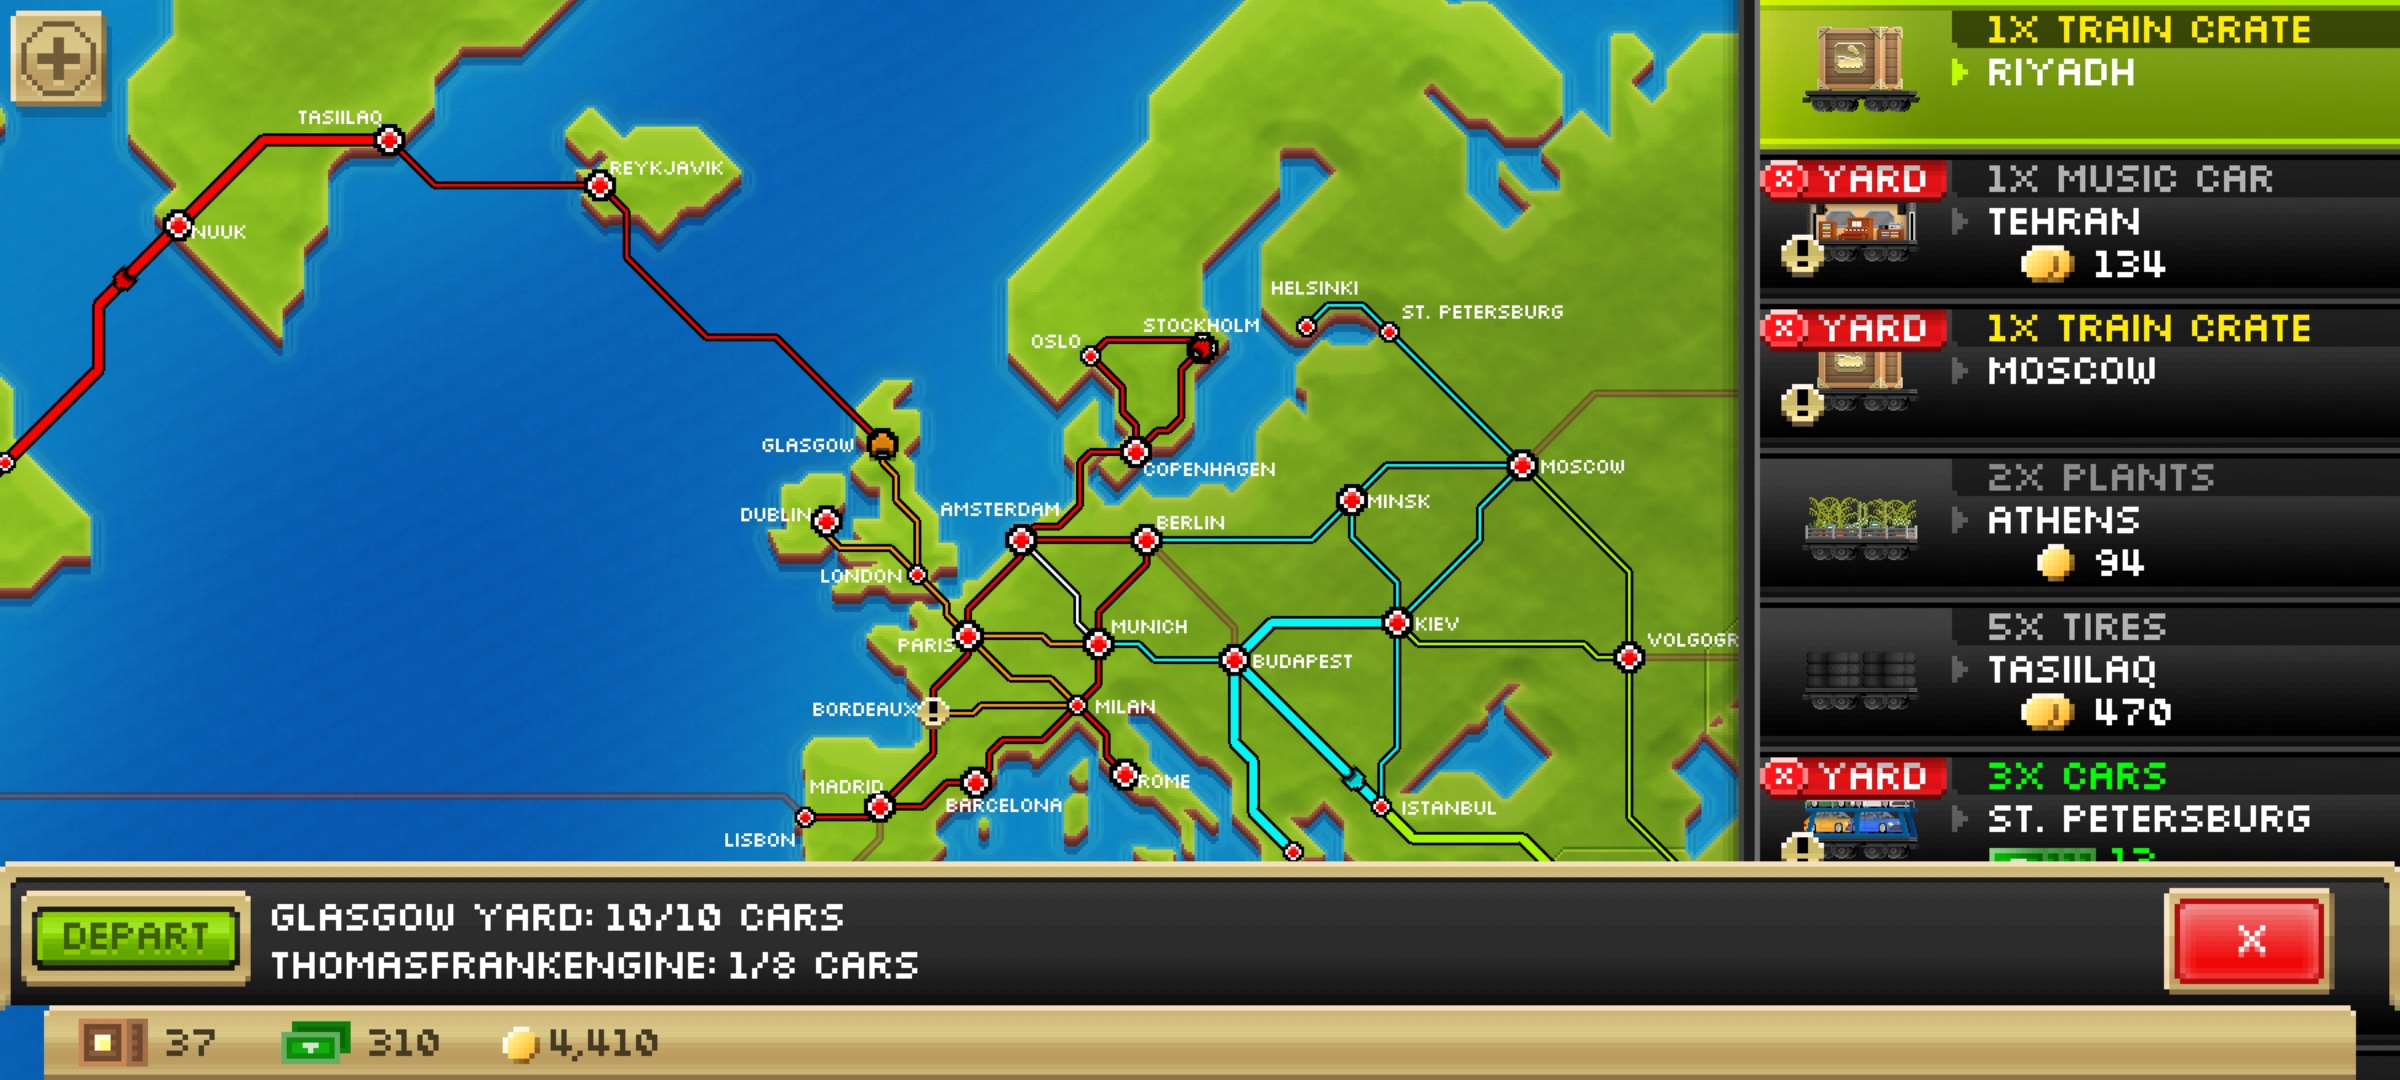 TASIILAQ
REYKJAVIK
NUUK
HELSINKI
ST. PETERSBURG
STOCKHOLM
OSLO
GLASGOW
COPENHAGEN
MOSCOW
MINSK
DUBLIN
AMSTERDAM
BERLIN
LONDON
MUNICH
KIEV
PARIS
BUDAPEST
VOLGOGR
BORDEAUX
MILAN
MADRID
ROME
BARCELONA
ISTANBUL
LISBON
1X TRAIN CRATE
RIYADH
YARD
1X MUSIC CAR
TEHRAN
134
YARD
1X TRAIN CRATE
MOSCOW
2X PLANTS
ATHENS
94
5X TIRES
TASIILAQ
470
YARD
3X CARS
ST. PETERSBURG
DEPART
GLASGOW YARD: 10/10 CARS
THOMASFRANKENGINE: 1/8 CARS
X
37
310
4,410